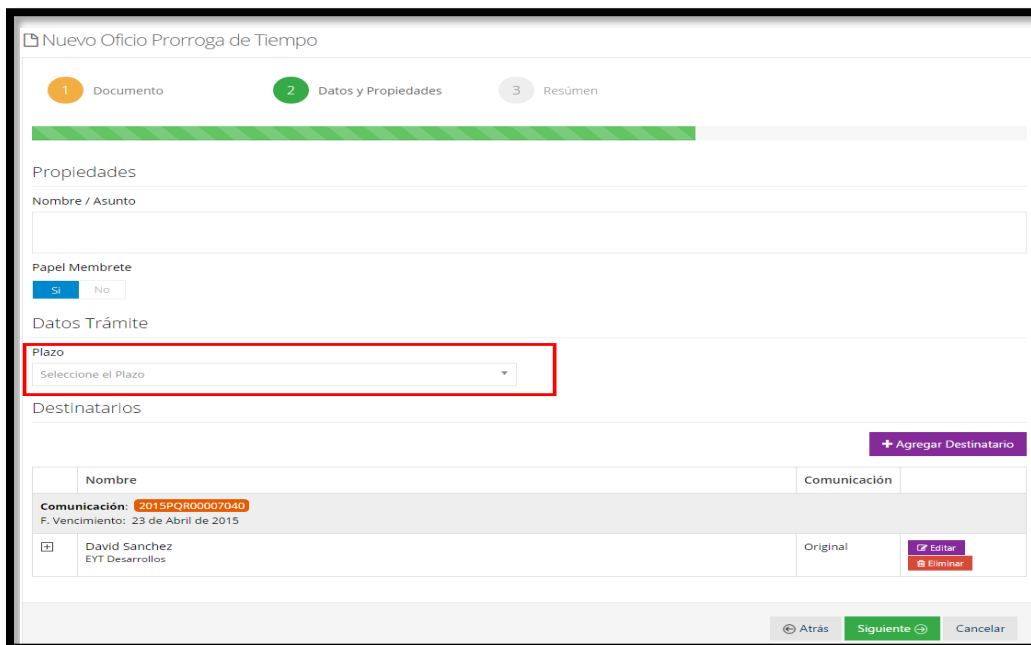 Nuevo Oficio Prorroga de Tiempo
1 Documento 2 Datos y Propiedades 3 Resúmen
Propiedades
Nombre / Asunto
Papel Membrete
Si No
Datos Trámite
Plazo
Seleccione el Plazo
Destinatarios
+ Agregar Destinatario
Nombre Comunicación
Comunicación: 2015PQR00007040
F. Vencimiento: 23 de Abril de 2015
David Sanchez Original Editar
EYT Desarrollos Eliminar
Atrás Siguiente Cancelar